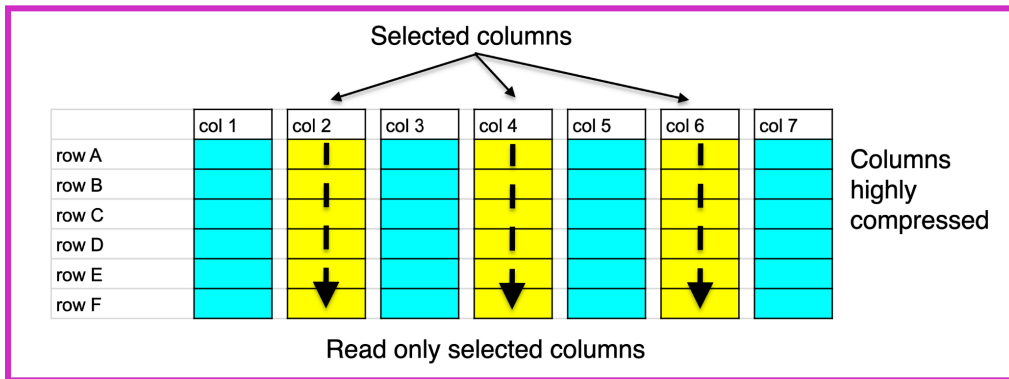 Selected columns
col 1 col 2 col 3 col 4 col 5 col 6 col 7
row A
row B
row C
row D
row E
row F
Columns
highly
compressed
Read only selected columns